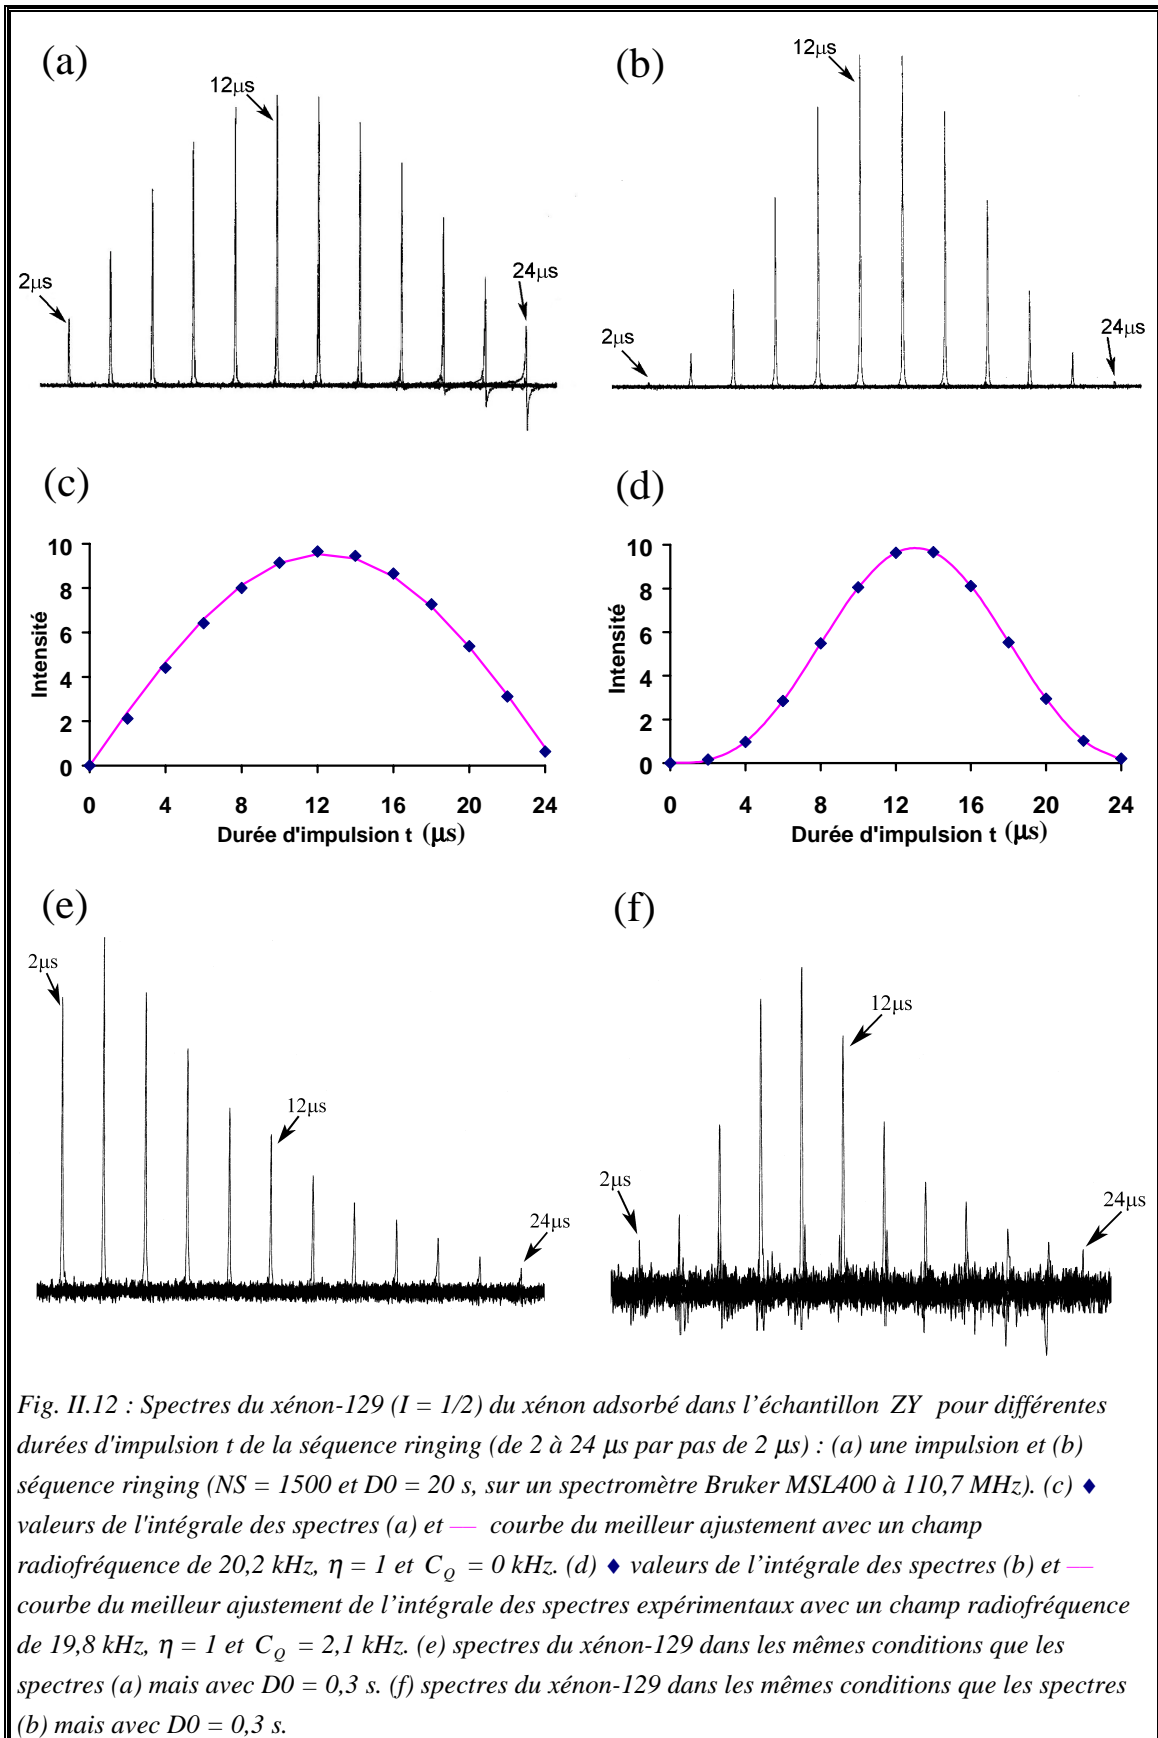 (a)
12µs
2µs
24µs
(b)
12µs
2µs
24µs
(c)
10
8
6
4
2
0
Intensité
0 4 8 12 16 20 24
Durée d'impulsion t (µs)
(d)
10
8
6
4
2
0
Intensité
0 4 8 12 16 20 24
Durée d'impulsion t (µs)
(e)
2µs
12µs
24µs
(f)
2µs
12µs
24µs
Fig. II.12 : Spectres du xénon-129 (I = 1/2) du xénon adsorbé dans l'échantillon ZY pour différentes
durées d'impulsion t de la séquence ringing (de 2 à 24 µs par pas de 2 µs) : (a) une impulsion et (b)
séquence ringing (NS = 1500 et D0 = 20 s, sur un spectromètre Bruker MSL400 à 110,7 MHz). (c) ♦
valeurs de l'intégrale des spectres (a) et — courbe du meilleur ajustement avec un champ
radiofréquence de 20,2 kHz, η = 1 et C_Q = 0 kHz. (d) ♦ valeurs de l'intégrale des spectres (b) et —
courbe du meilleur ajustement de l'intégrale des spectres expérimentaux avec un champ radiofréquence
de 19,8 kHz, η = 1 et C_Q = 2,1 kHz. (e) spectres du xénon-129 dans les mêmes conditions que les
spectres (a) mais avec D0 = 0,3 s. (f) spectres du xénon-129 dans les mêmes conditions que les spectres
(b) mais avec D0 = 0,3 s.